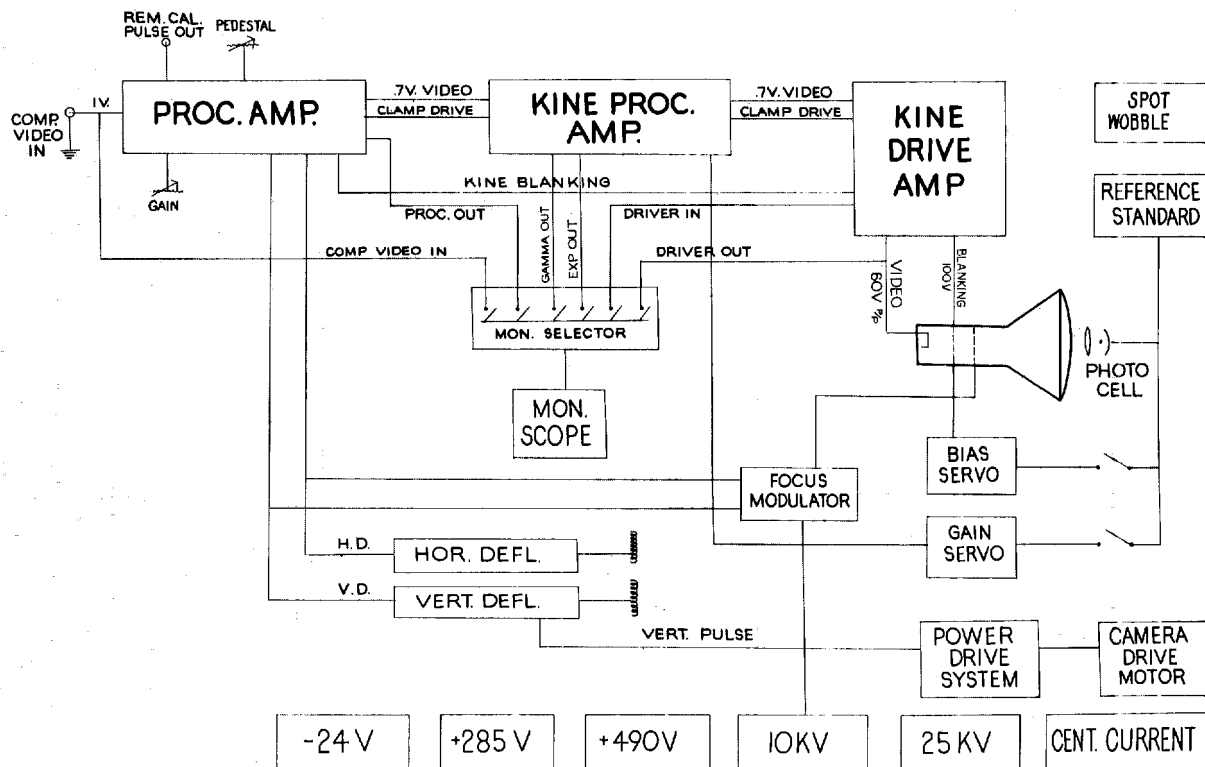 REM. CAL.
PULSE OUT
PEDESTAL
1V.
COMP.
VIDEO
IN
PROC. AMP.
GAIN
.7V. VIDEO
CLAMP DRIVE
KINE PROC.
AMP.
.7V. VIDEO
CLAMP DRIVE
KINE
DRIVE
AMP
SPOT
WOBBLE
REFERENCE
STANDARD
KINE BLANKING
PROC. OUT
GAMMA OUT
EXP OUT
DRIVER IN
COMP VIDEO IN
DRIVER OUT
VIDEO
60V P/P
BLANKING
100V
MON. SELECTOR
PHOTO
CELL
MON.
SCOPE
FOCUS
MODULATOR
BIAS
SERVO
GAIN
SERVO
H.D.
HOR. DEFL.
V.D.
VERT. DEFL.
VERT. PULSE
POWER
DRIVE
SYSTEM
CAMERA
DRIVE
MOTOR
-24 V
+285 V
+490V
10KV
25 KV
CENT. CURRENT